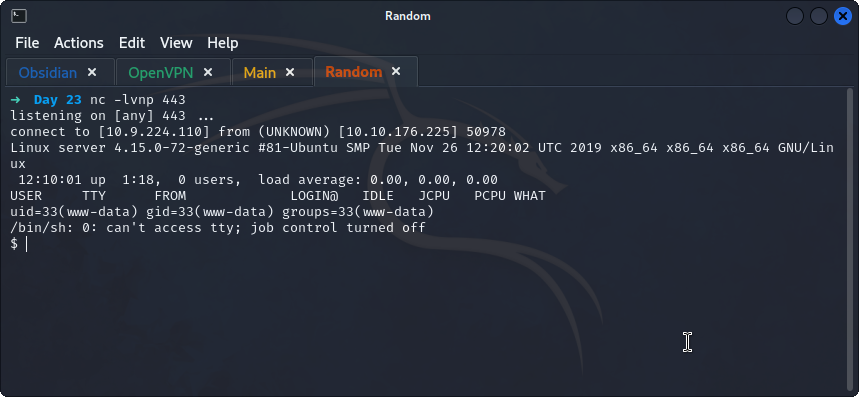 Random
File Actions Edit View Help
Obsidian × OpenVPN × Main × Random ×
→ Day 23 nc -lvnp 443
listening on [any] 443 ...
connect to [10.9.224.110] from (UNKNOWN) [10.10.176.225] 50978
Linux server 4.15.0-72-generic #81-Ubuntu SMP Tue Nov 26 12:20:02 UTC 2019 x86_64 x86_64 x86_64 GNU/Lin
ux
 12:10:01 up  1:18,  0 users,  load average: 0.00, 0.00, 0.00
USER     TTY      FROM             LOGIN@   IDLE   JCPU   PCPU WHAT
uid=33(www-data) gid=33(www-data) groups=33(www-data)
/bin/sh: 0: can't access tty; job control turned off
$